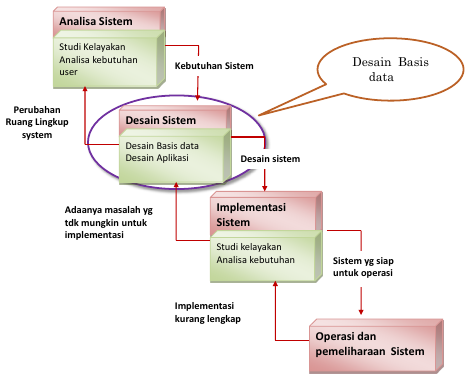 Analisa Sistem
Studi Kelayakan
Analisa kebutuhan
user
Kebutuhan Sistem
Desain Basis
data
Perubahan
Ruang Lingkup
system
Desain Sistem
Desain Basis data
Desain Aplikasi
Desain sistem
Adaanya masalah yg
tdk mungkin untuk
implementasi
Implementasi
Sistem
Studi kelayakan
Analisa kebutuhan
Sistem yg siap
untuk operasi
Implementasi
kurang lengkap
Operasi dan
pemeliharaan Sistem